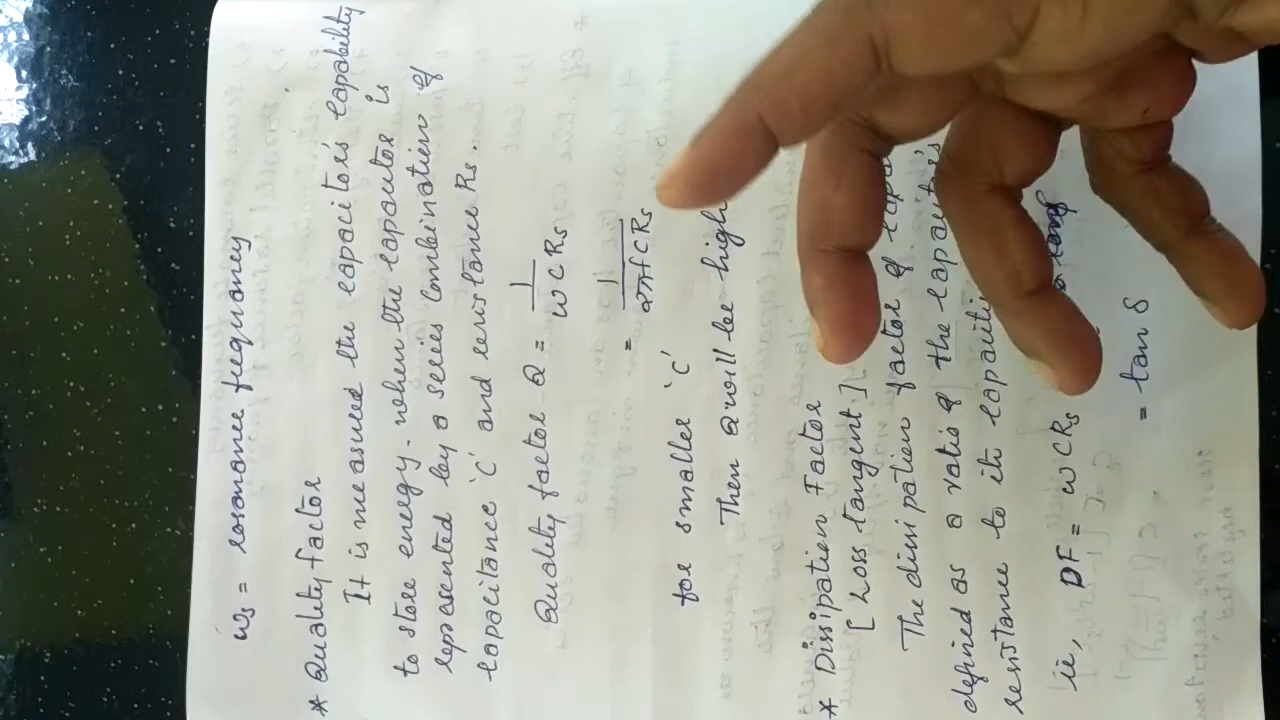 ws = resonance frequency
* Quality factor
It is measured the capacitor's capability
to store energy. when the capacitor is
represented by a series combination of
capacitance 'C' and resistance Rs.
Quality factor Q = 1/ωCRs
= 1/2πfCRs
for smaller 'C'
Then Q will be high
* Dissipation Factor
[Loss tangent]
The dissipation factor of
defined as a ratio of the capacitor's
resistance to its
ie, DF = ωCRs
= tan δ